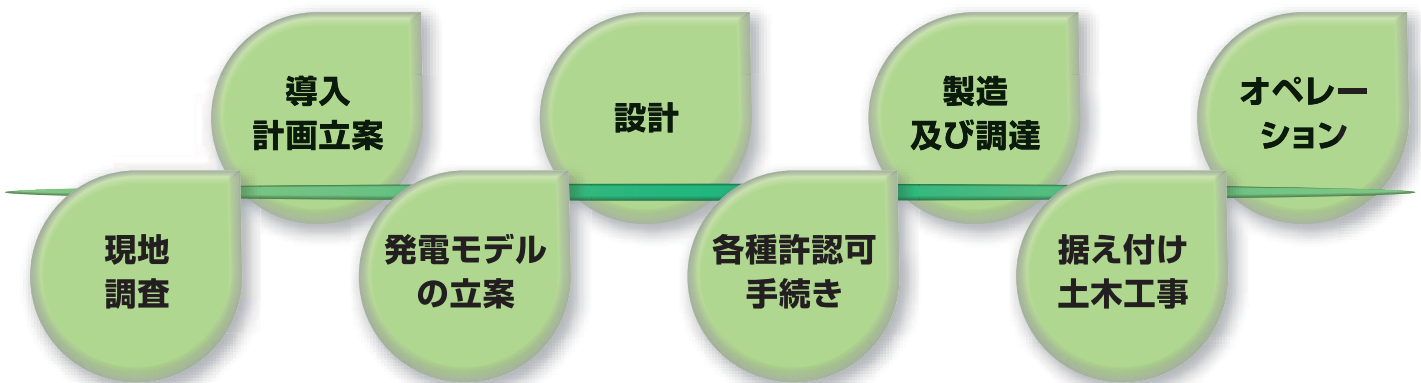 現地
調査
導入
計画立案
発電モデル
の立案
設計
各種許認可
手続き
製造
及び調達
据え付け
土木工事
オペレー
ション